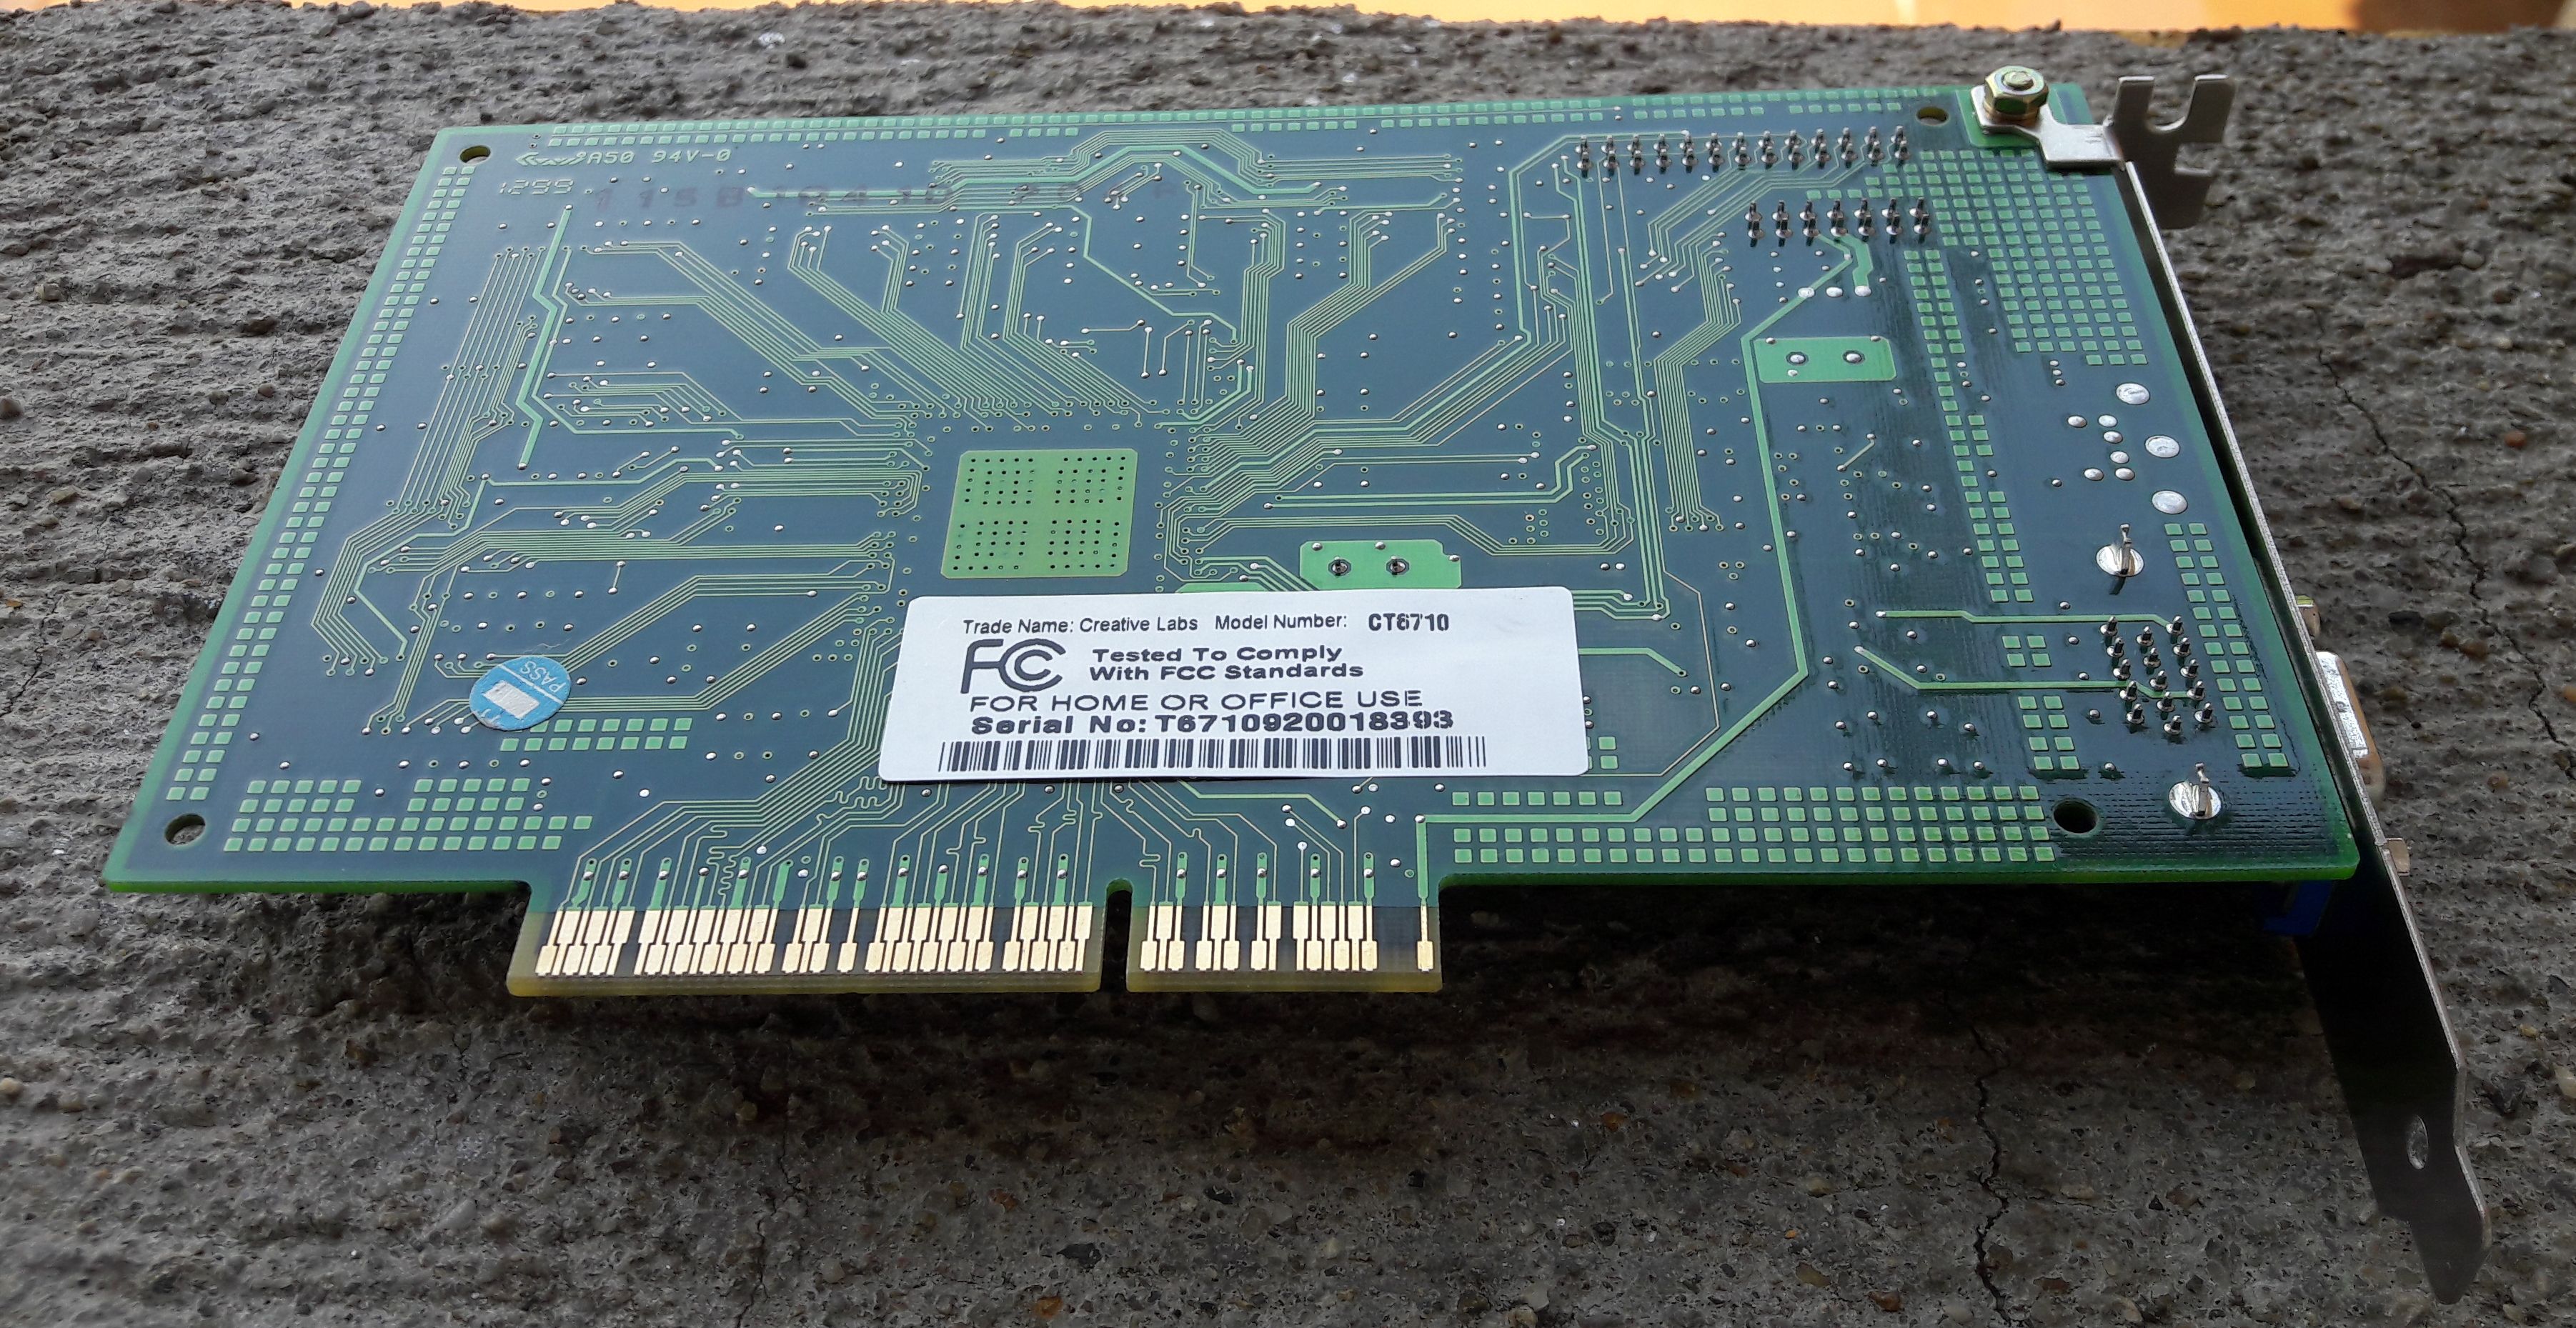 A50 94V-0
1299
Trade Name: Creative Labs Model Number: CT6710
FC Tested To Comply
With FCC Standards
FOR HOME OR OFFICE USE
Serial No: T6710920018393
PASS